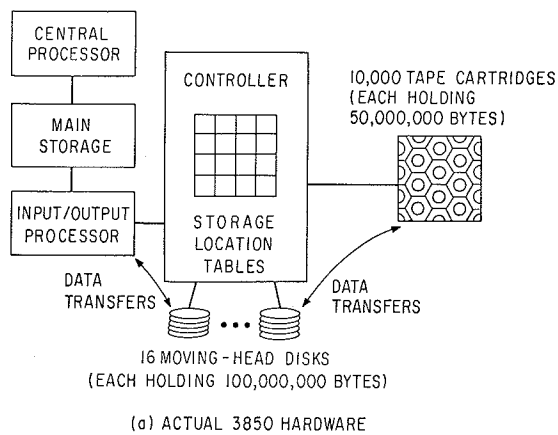 CENTRAL
PROCESSOR
MAIN
STORAGE
INPUT/OUTPUT
PROCESSOR
CONTROLLER
STORAGE
LOCATION
TABLES
10,000 TAPE CARTRIDGES
(EACH HOLDING
50,000,000 BYTES)
DATA
TRANSFERS
DATA
TRANSFERS
16 MOVING-HEAD DISKS
(EACH HOLDING 100,000,000 BYTES)
(a) ACTUAL 3850 HARDWARE